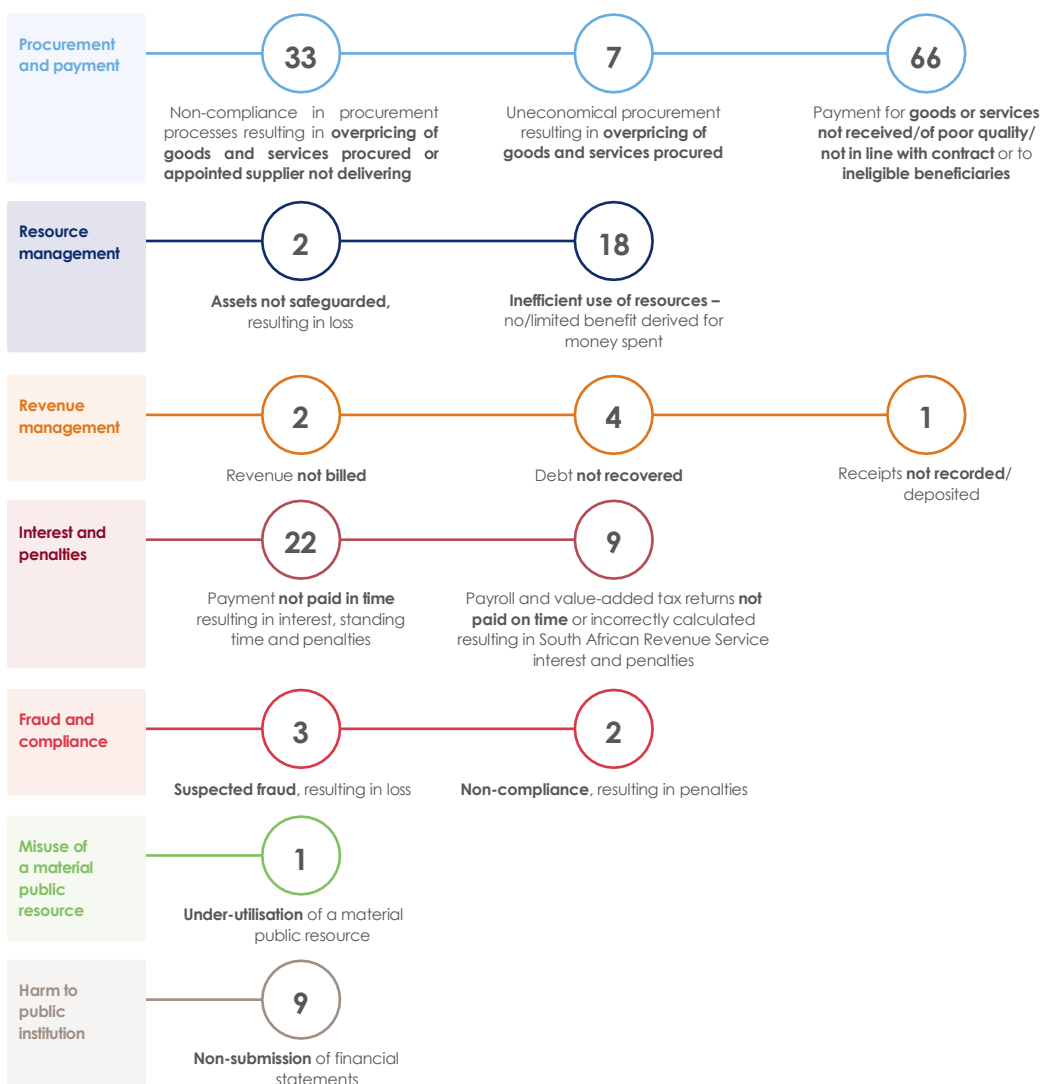 Procurement
and payment
33
7
66
Non-compliance in procurement
processes resulting in overpricing of
goods and services procured or
appointed supplier not delivering
Uneconomical procurement
resulting in overpricing of
goods and services procured
Payment for goods or services
not received/of poor quality/
not in line with contract or to
ineligible beneficiaries
Resource
management
2
18
Assets not safeguarded,
resulting in loss
Inefficient use of resources –
no/limited benefit derived for
money spent
Revenue
management
2
4
1
Revenue not billed
Debt not recovered
Receipts not recorded/
deposited
Interest and
penalties
22
9
Payment not paid in time
resulting in interest, standing
time and penalties
Payroll and value-added tax returns not
paid on time or incorrectly calculated
resulting in South African Revenue Service
interest and penalties
Fraud and
compliance
3
2
Suspected fraud, resulting in loss
Non-compliance, resulting in penalties
Misuse of
a material
public
resource
1
Under-utilisation of a material
public resource
Harm to
public
institution
9
Non-submission of financial
statements